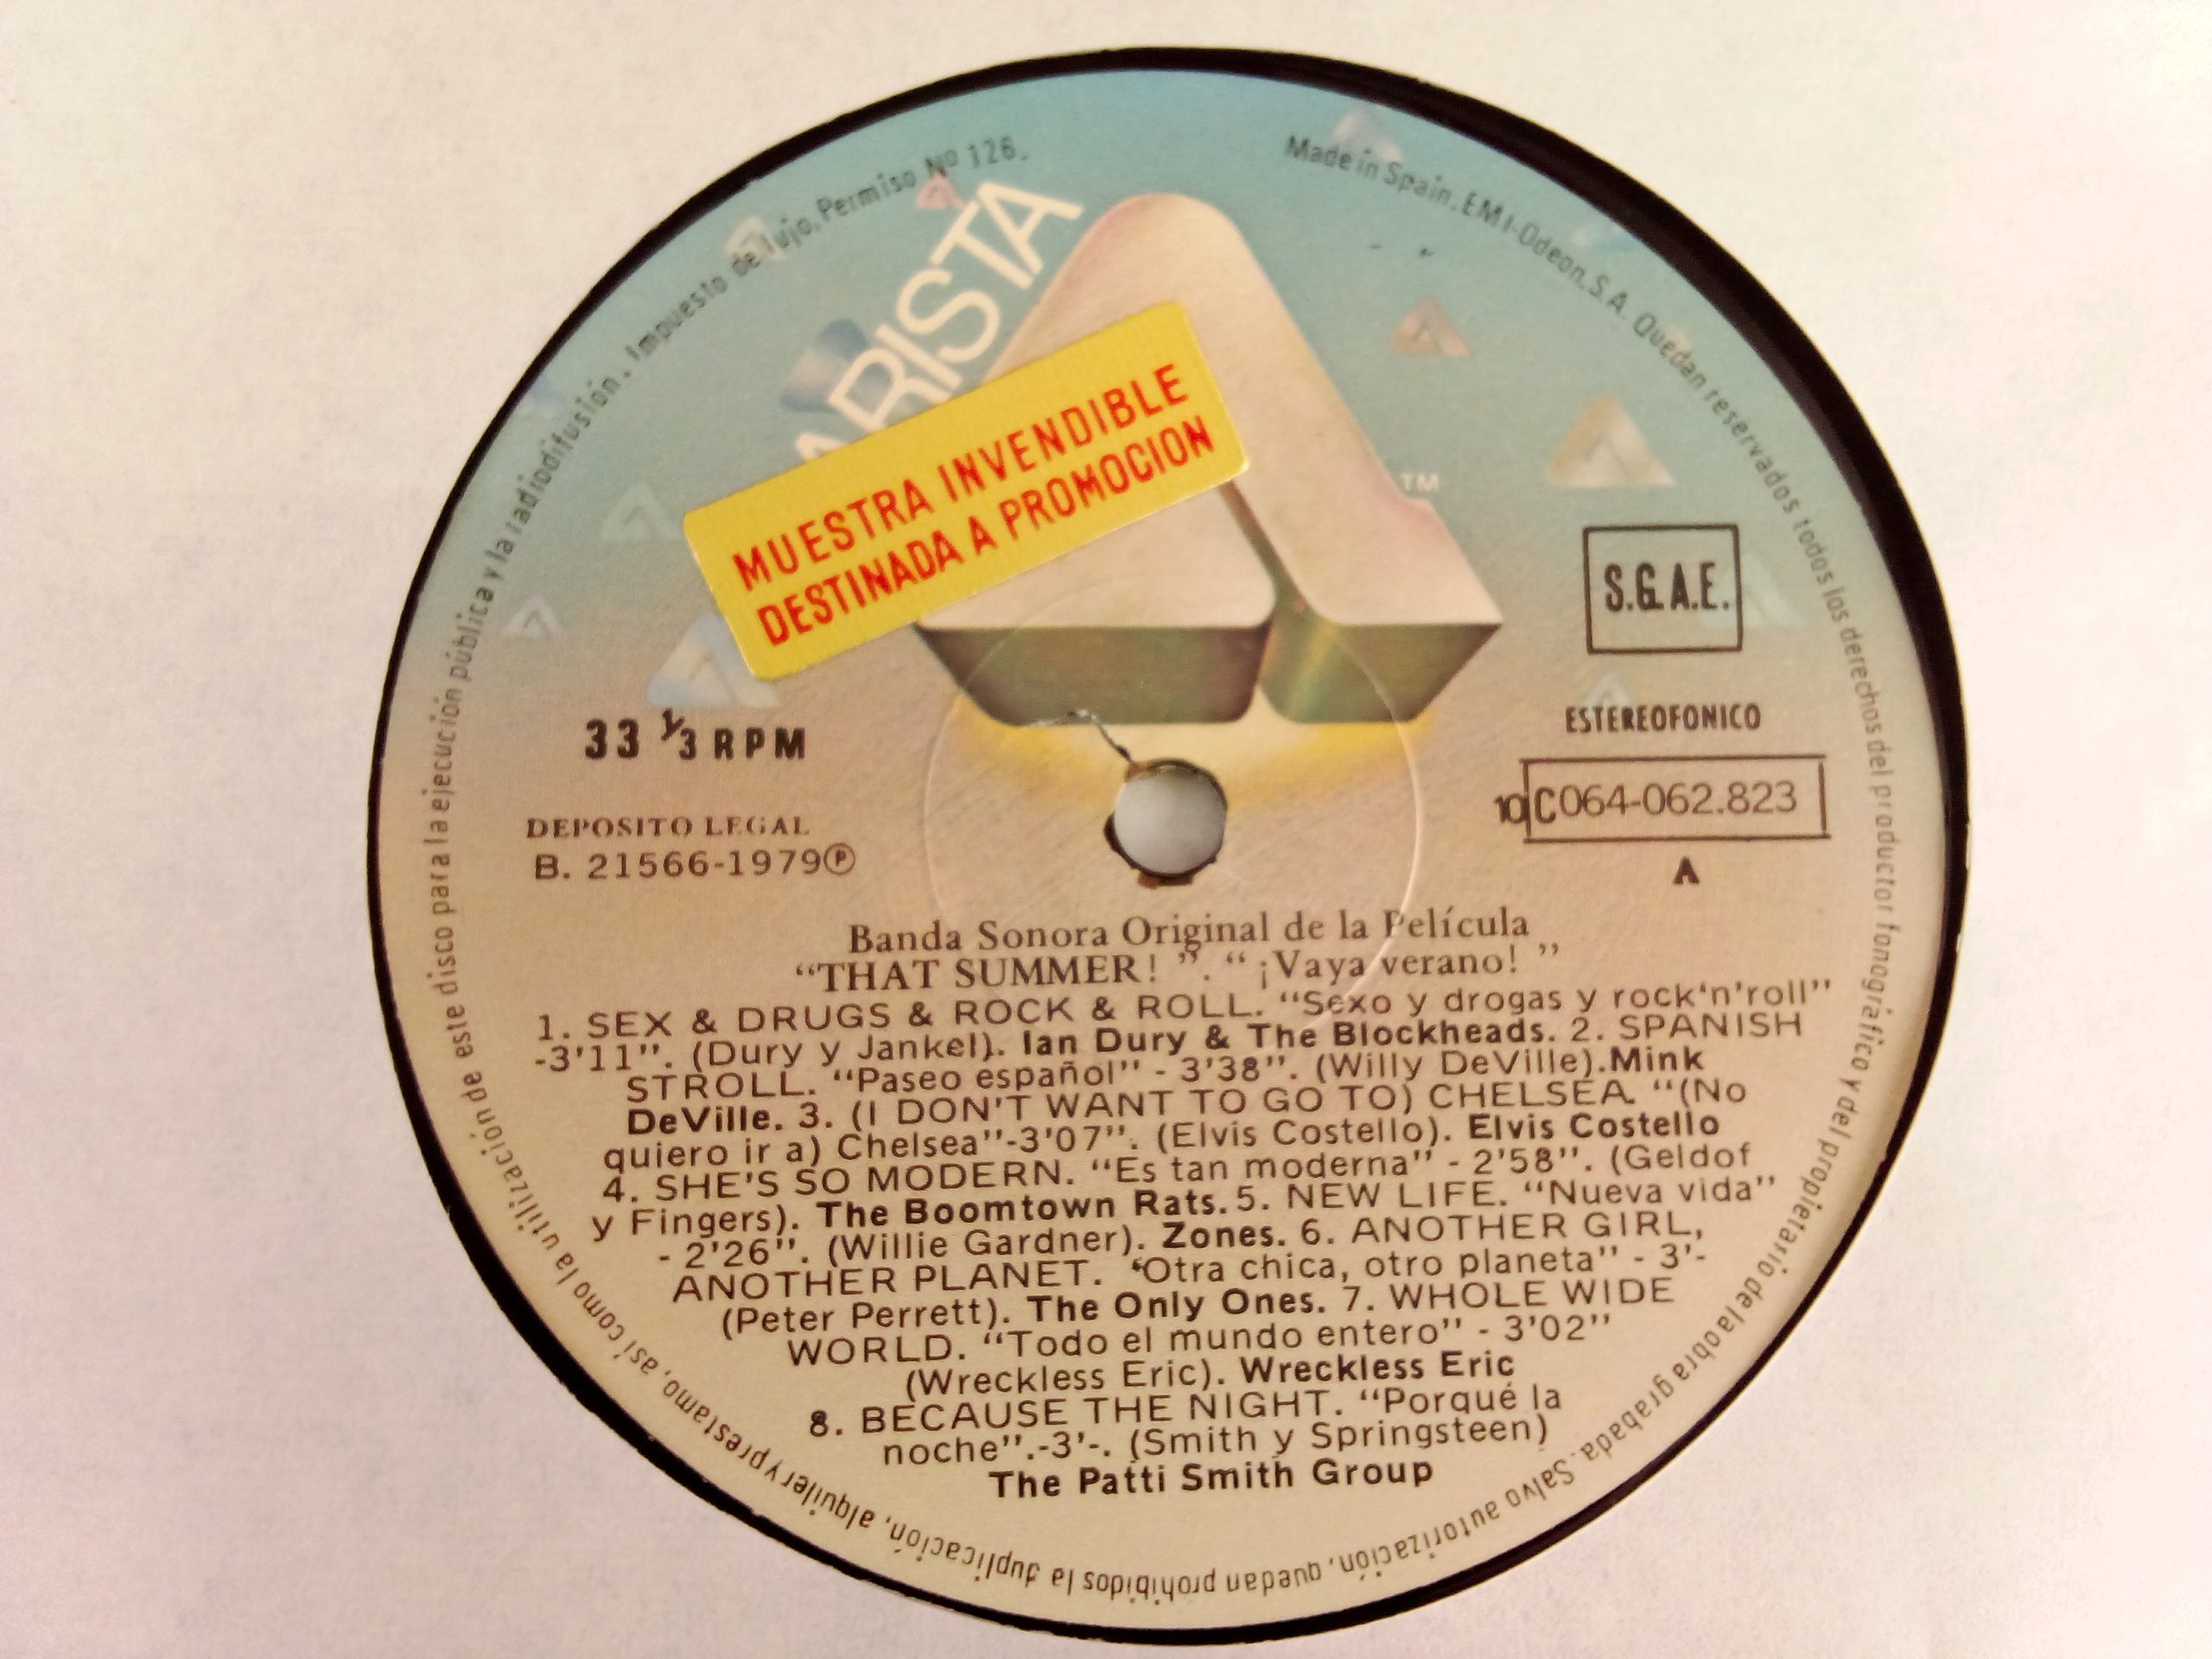 Made in Spain. EMI-Odeon, S.A. Quedan reservados todos los derechos del productor fonográfico y del propietario de la obra grabada. Salvo autorización, quedan prohibidos la duplicación, alquiler y prestamo, así como la utilización de este disco para la ejecución pública y la radiodifusión. Impuesto de lujo, Permiso Nº 126.
ARISTA
TM
MUESTRA INVENDIBLE
DESTINADA A PROMOCION
S.G.A.E.
33 1/3 RPM
ESTEREOFONICO
10C064-062.823
DEPOSITO LEGAL
B. 21566-1979Ⓟ
A
Banda Sonora Original de la Película
“THAT SUMMER! ”. “ ¡Vaya verano! ”
1. SEX & DRUGS & ROCK & ROLL. “Sexo y drogas y rock‘n’roll”
-3’11”. (Dury y Jankel). Ian Dury & The Blockheads. 2. SPANISH
STROLL. “Paseo español” - 3’38”. (Willy DeVille).Mink
DeVille. 3. (I DON'T WANT TO GO TO) CHELSEA. “(No
quiero ir a) Chelsea”-3’07”. (Elvis Costello). Elvis Costello
4. SHE’S SO MODERN. “Es tan moderna” - 2’58”. (Geldof
y Fingers). The Boomtown Rats. 5. NEW LIFE. “Nueva vida”
- 2’26”. (Willie Gardner). Zones. 6. ANOTHER GIRL,
ANOTHER PLANET. ‘Otra chica, otro planeta” - 3’-
(Peter Perrett). The Only Ones. 7. WHOLE WIDE
WORLD. “Todo el mundo entero” - 3’02”
(Wreckless Eric). Wreckless Eric
8. BECAUSE THE NIGHT. “Porqué la
noche”.-3’-. (Smith y Springsteen)
The Patti Smith Group